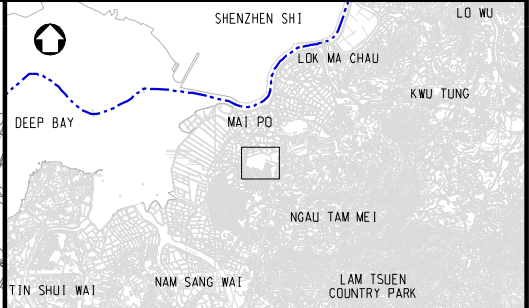 LO WU
SHENZHEN SHI
LOK MA CHAU
KWU TUNG
DEEP BAY
MAI PO
NGAU TAM MEI
TIN SHUI WAI
NAM SANG WAI
LAM TSUEN
COUNTRY PARK